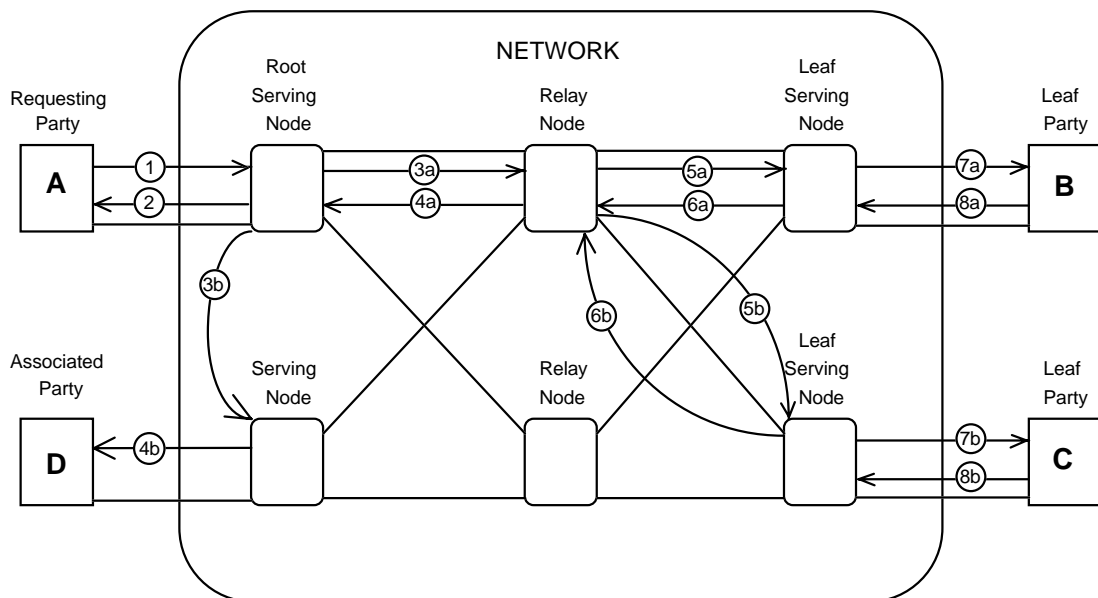 NETWORK
Root
Serving
Node
Relay
Node
Leaf
Serving
Node
Requesting
Party
Leaf
Party
A
1
2
3a
4a
5a
6a
7a
8a
B
3b
6b
5b
Associated
Party
Serving
Node
Relay
Node
Leaf
Serving
Node
Leaf
Party
D
4b
7b
8b
C